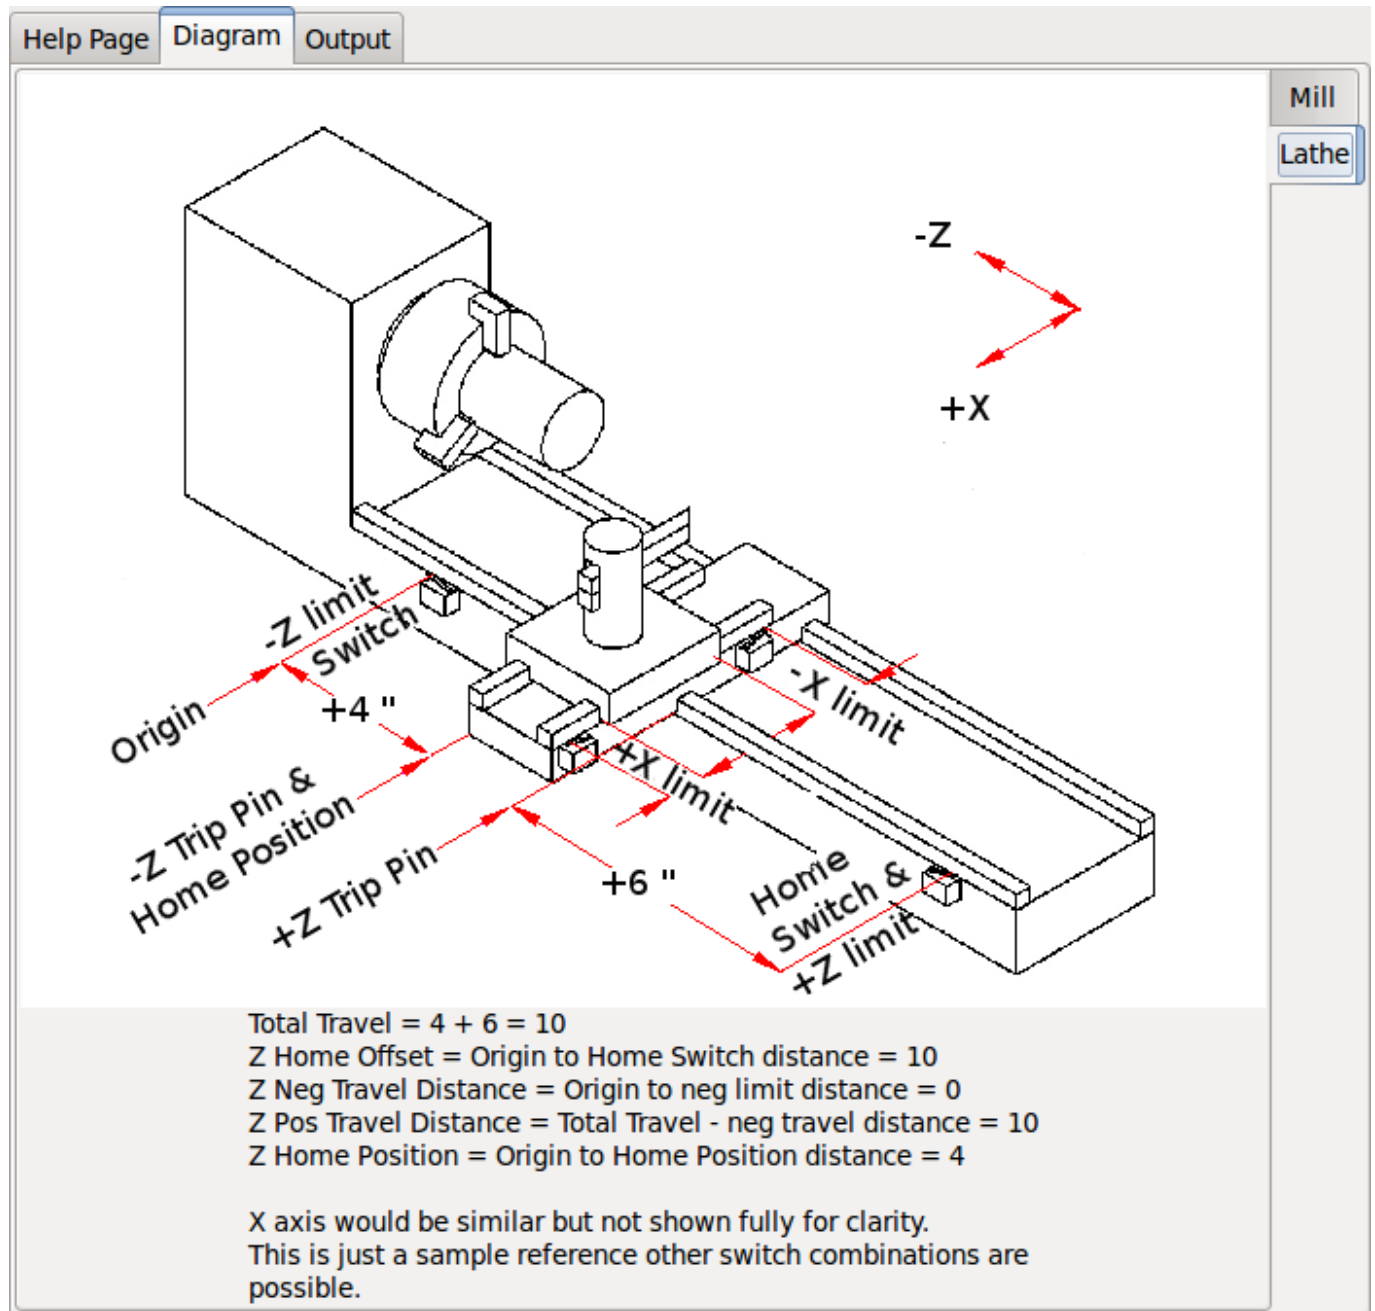 Help Page
Diagram
Output
Mill
Lathe
-Z
+X
-Z limit
Switch
Origin
+4 "
-Z Trip Pin &
Home Position
+Z Trip Pin
-X limit
+X limit
+6 "
Home
Switch &
+Z limit
Total Travel = 4 + 6 = 10
Z Home Offset = Origin to Home Switch distance = 10
Z Neg Travel Distance = Origin to neg limit distance = 0
Z Pos Travel Distance = Total Travel - neg travel distance = 10
Z Home Position = Origin to Home Position distance = 4
X axis would be similar but not shown fully for clarity.
This is just a sample reference other switch combinations are
possible.